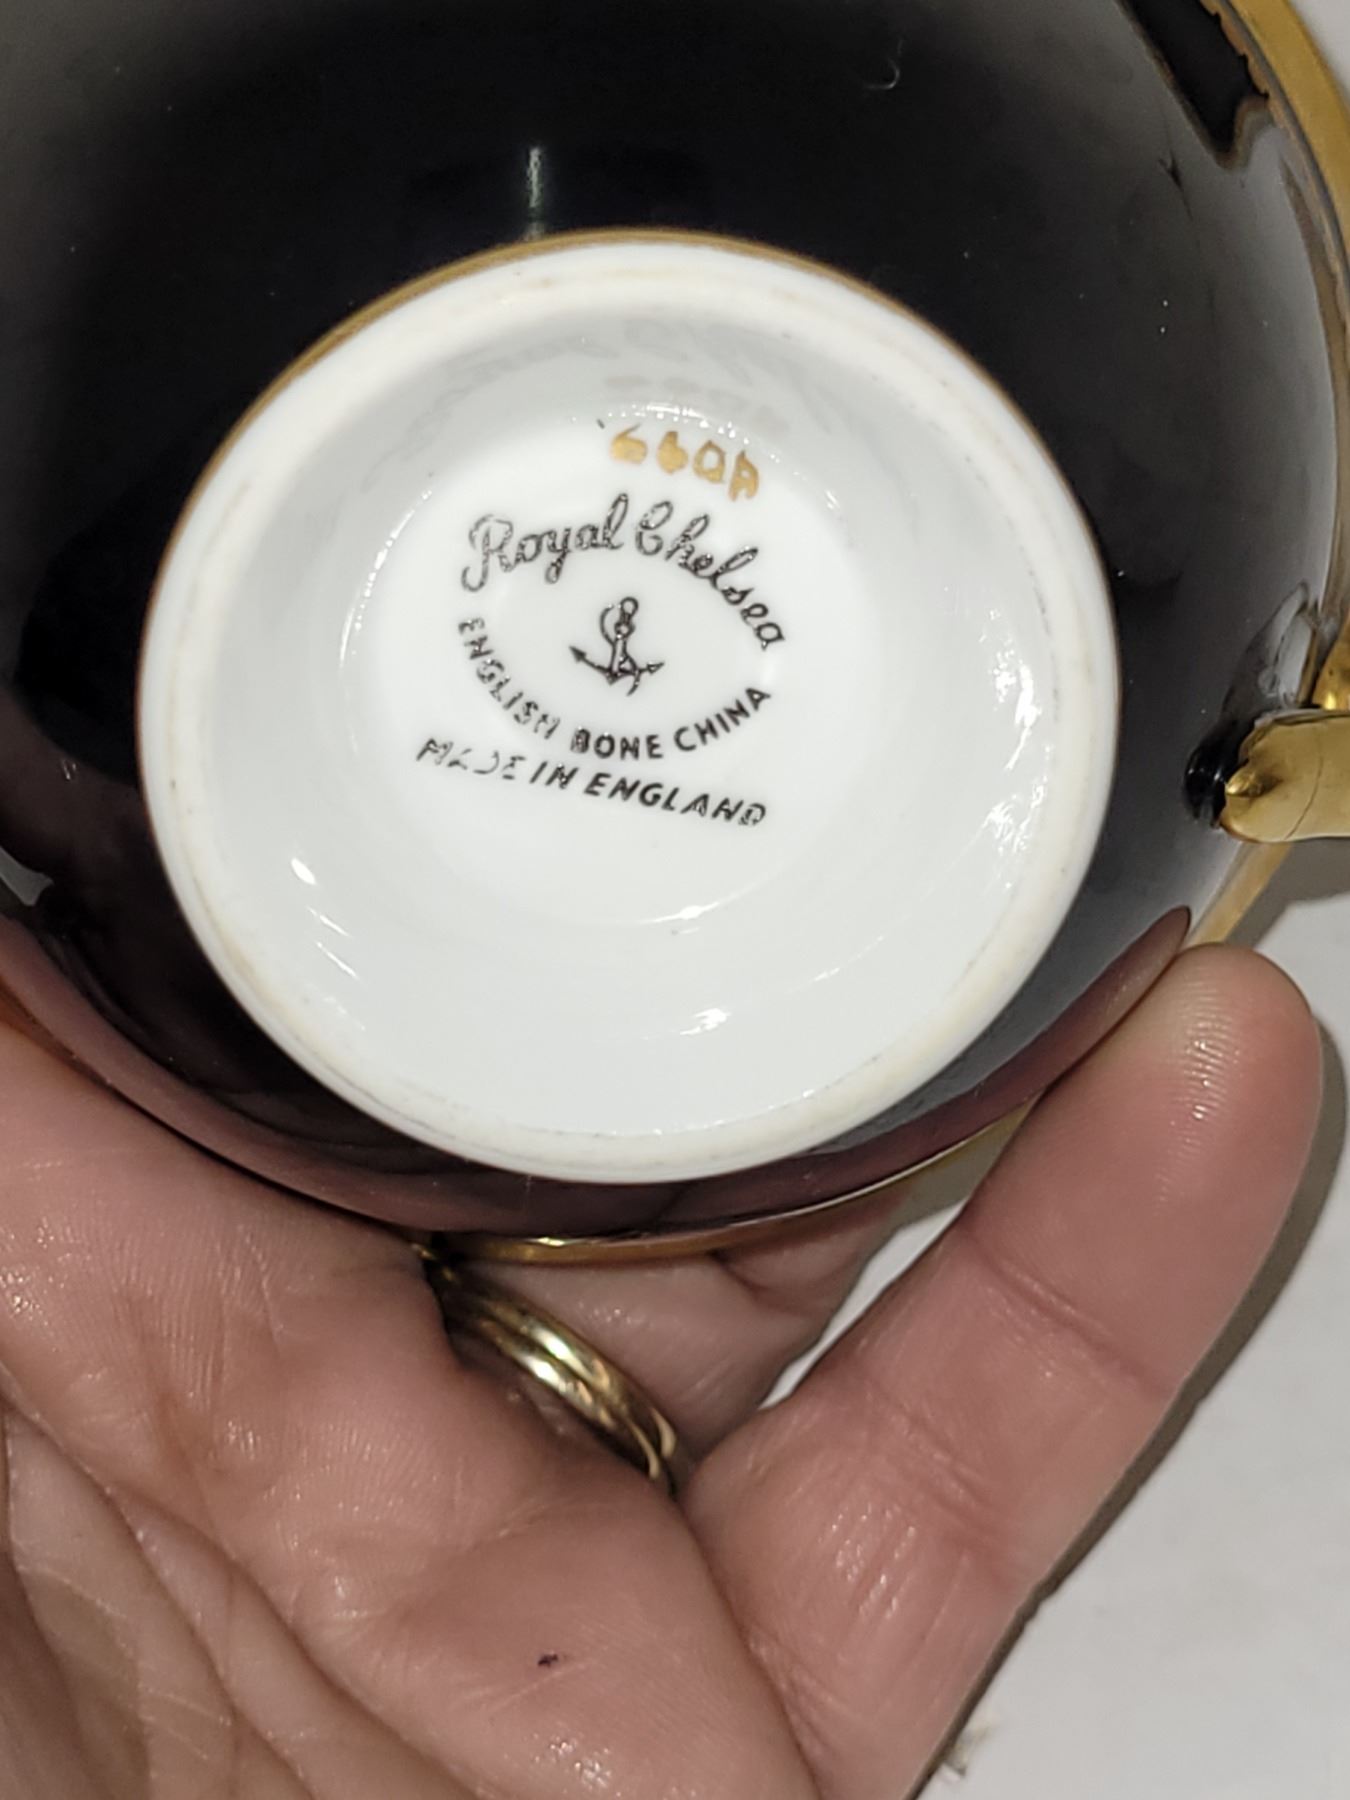 660A
Royal Chelsea
ENGLISH BONE CHINA
MADE IN ENGLAND